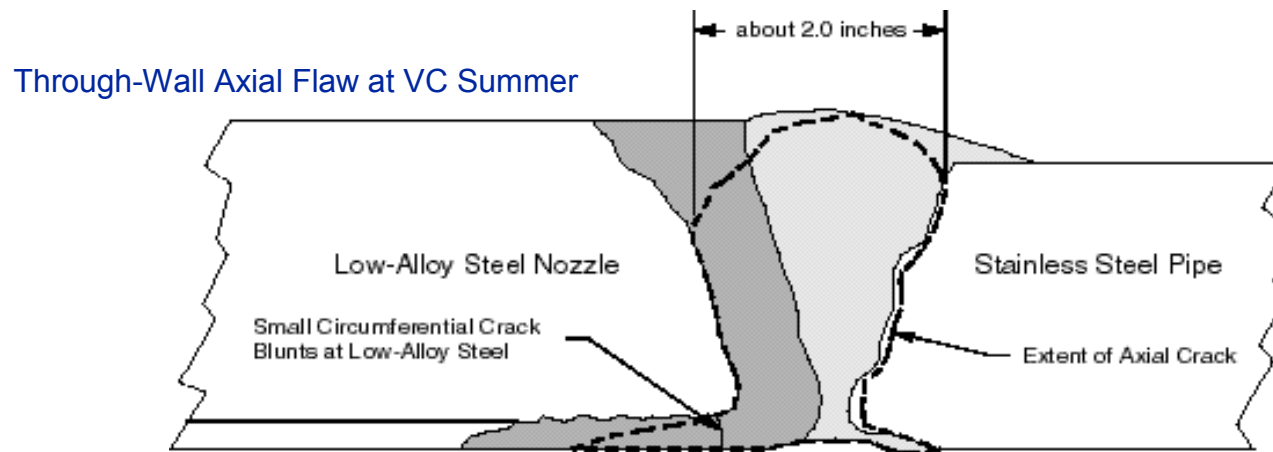 about 2.0 inches
Through-Wall Axial Flaw at VC Summer
Low-Alloy Steel Nozzle
Stainless Steel Pipe
Small Circumferential Crack
Blunts at Low-Alloy Steel
Extent of Axial Crack